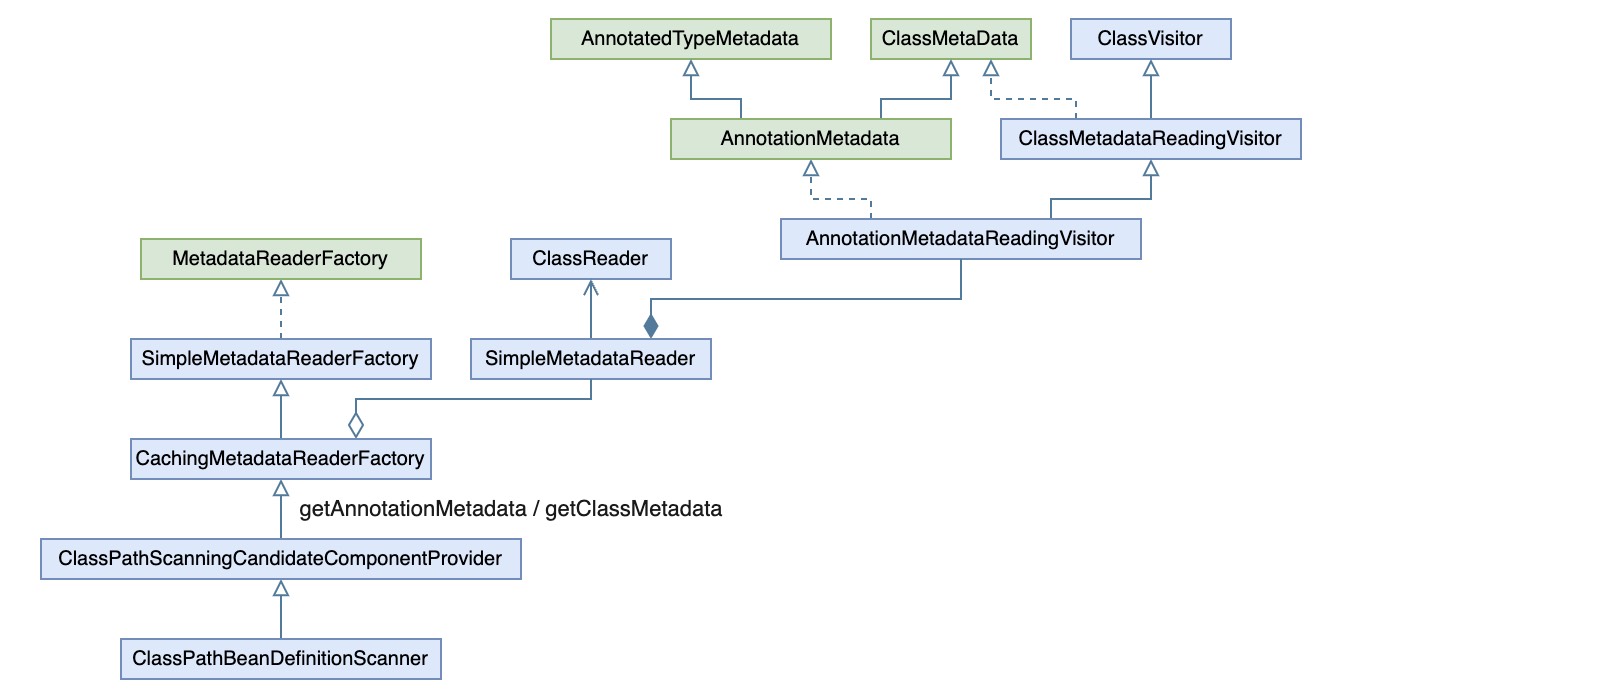 AnnotatedTypeMetadata
ClassMetaData
ClassVisitor
AnnotationMetadata
ClassMetadataReadingVisitor
AnnotationMetadataReadingVisitor
MetadataReaderFactory
ClassReader
SimpleMetadataReaderFactory
SimpleMetadataReader
CachingMetadataReaderFactory
getAnnotationMetadata / getClassMetadata
ClassPathScanningCandidateComponentProvider
ClassPathBeanDefinitionScanner